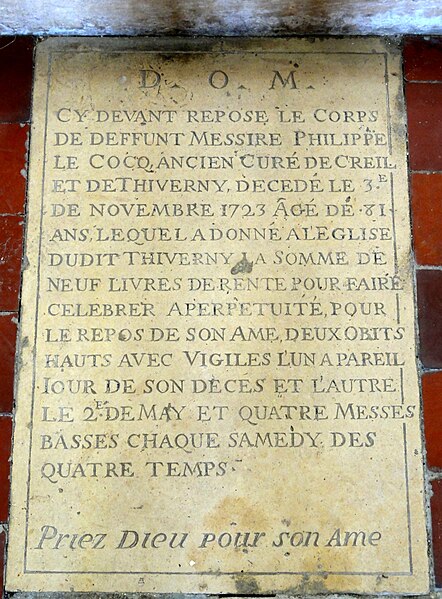 D. O. M.
CY DEVANT REPOSE LE CORPS
DE DEFFUNT MESSIRE PHILIPPE
LE COCQ, ANCIEN CURÉ DE CREIL
ET DE THIVERNY, DECEDÉ LE 3.E
DE NOVEMBRE 1723 ÂGÉ DE 81
ANS, LEQUEL A DONNÉ A L'EGLISE
DUDIT THIVERNY LA SOMME DE
NEUF LIVRES DE RENTE POUR FAIRE
CELEBRER A PERPETUITÉ, POUR
LE REPOS DE SON AME, DEUX OBITS
HAUTS AVEC VIGILES L'UN A PAREIL
IOUR DE SON DECES ET L'AUTRE
LE 2.E DE MAY ET QUATRE MESSES
BASSES CHAQUE SAMEDY DES
QUATRE TEMPS.
Priez Dieu pour son Ame